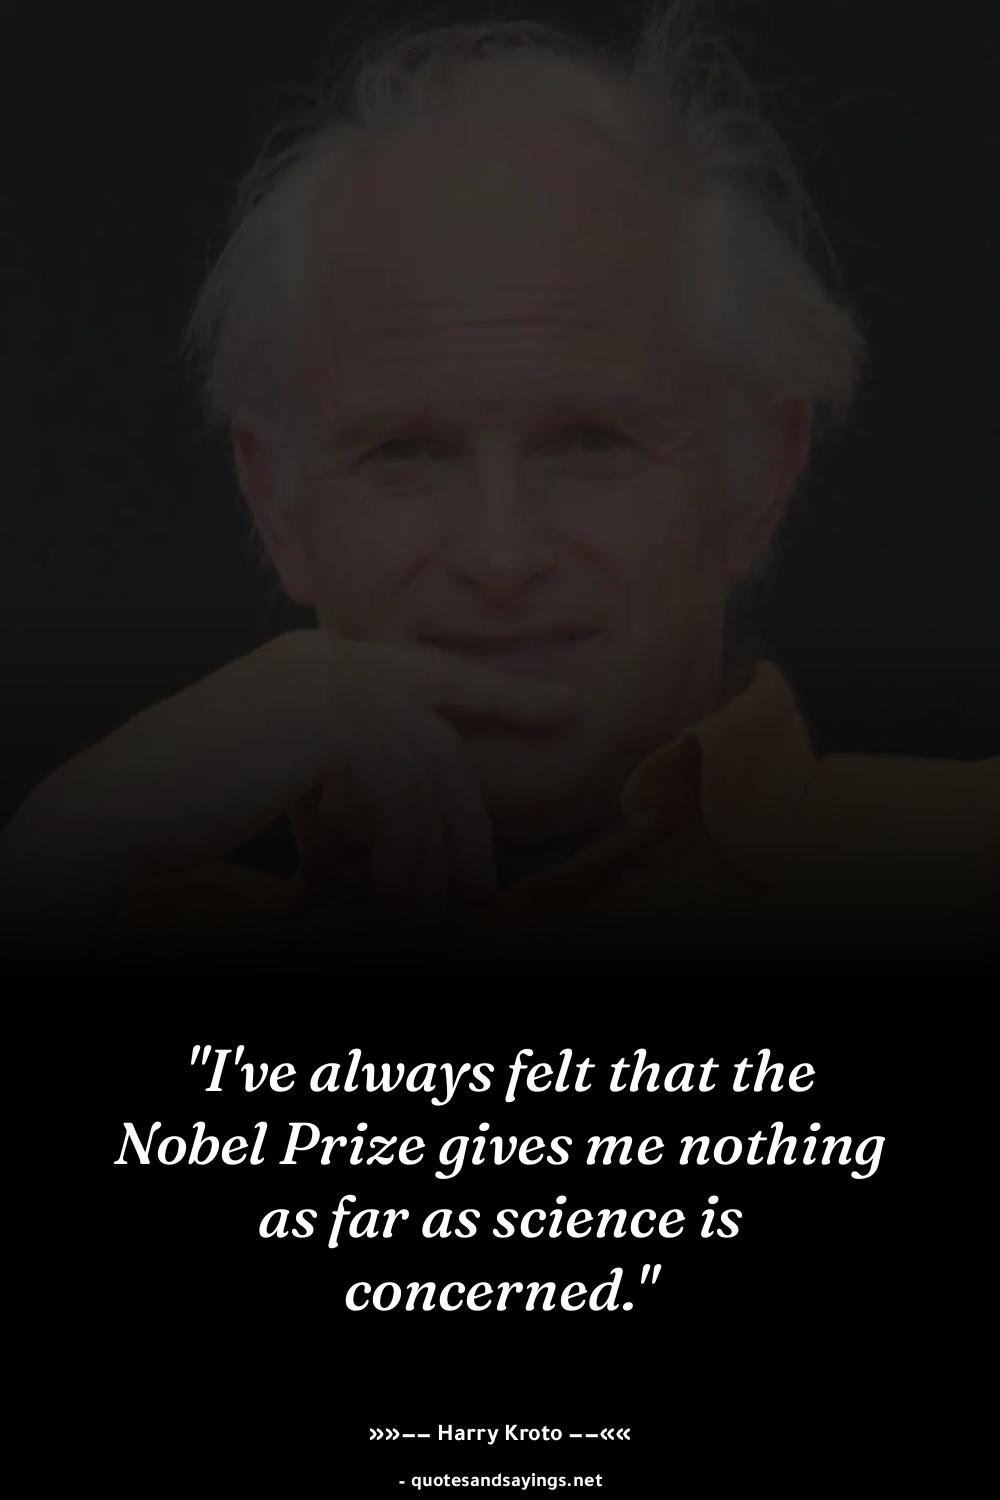 "I've always felt that the
Nobel Prize gives me nothing
as far as science is
concerned."
»»−− Harry Kroto −−««
- quotesandsayings.net